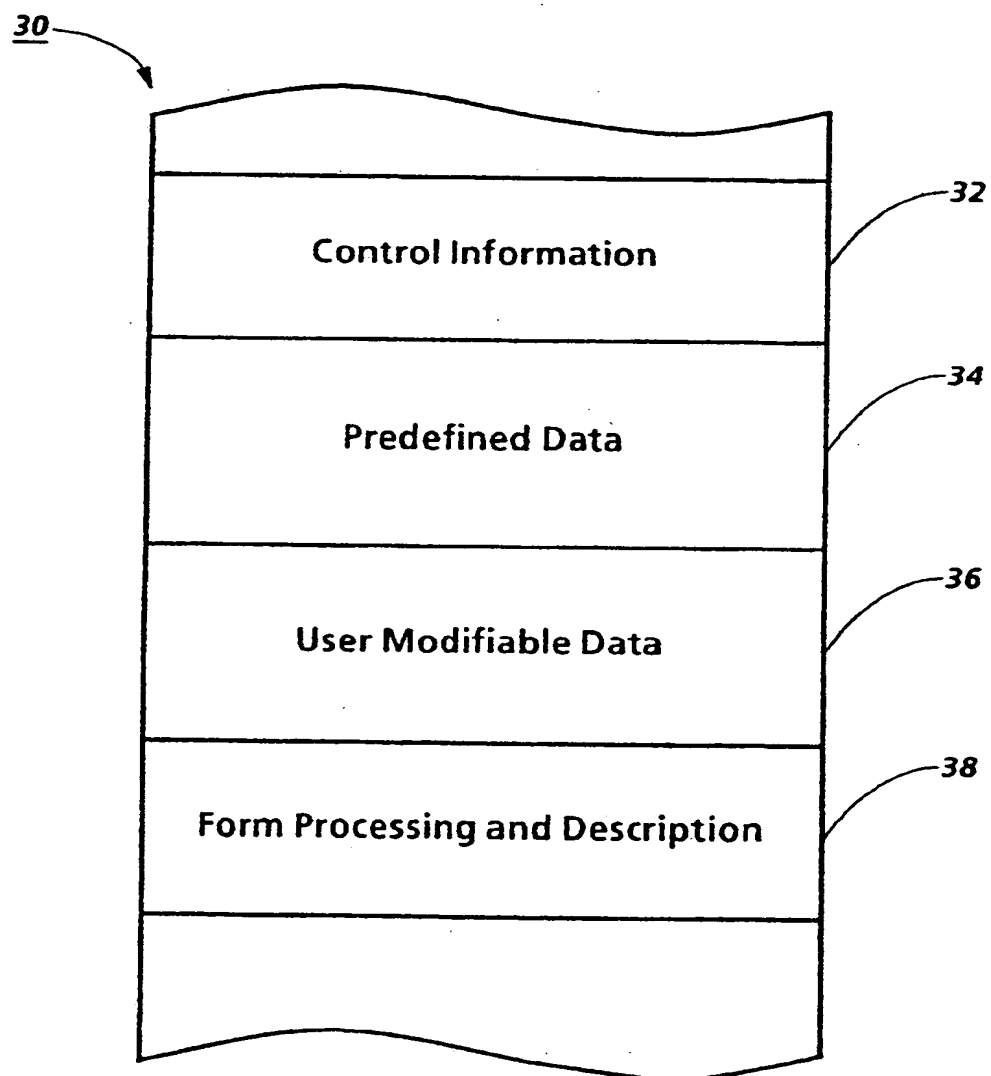 30
32
Control Information
34
Predefined Data
36
User Modifiable Data
38
Form Processing and Description